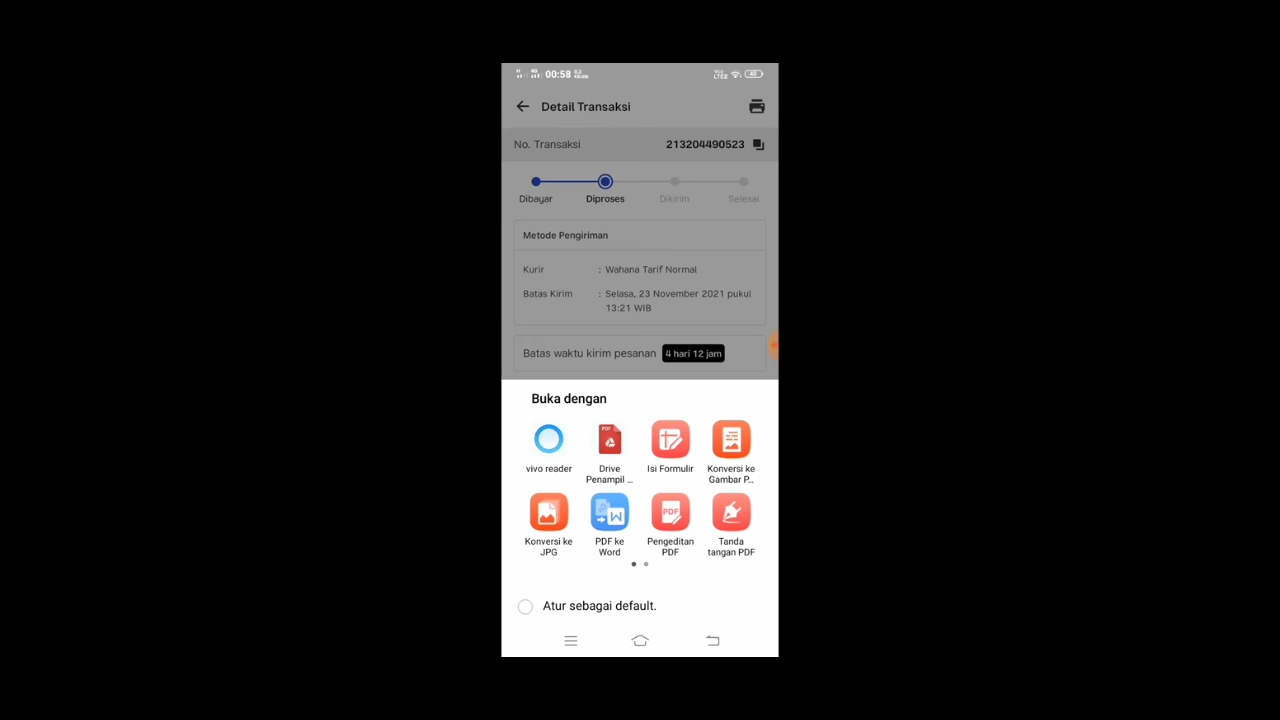 00:58
Detail Transaksi
No. Transaksi 213204490523
Dibayar Diproses Dikirim Selesai
Metode Pengiriman
Kurir : Wahana Tarif Normal
Batas Kirim : Selasa, 23 November 2021 pukul
13:21 WIB
Batas waktu kirim pesanan 4 hari 12 jam
Buka dengan
PDF
vivo reader Drive Isi Formulir Konversi ke
Penampil ... Gambar P...
W PDF
Konversi ke PDF ke Pengeditan Tanda
JPG Word PDF tangan PDF
Atur sebagai default.